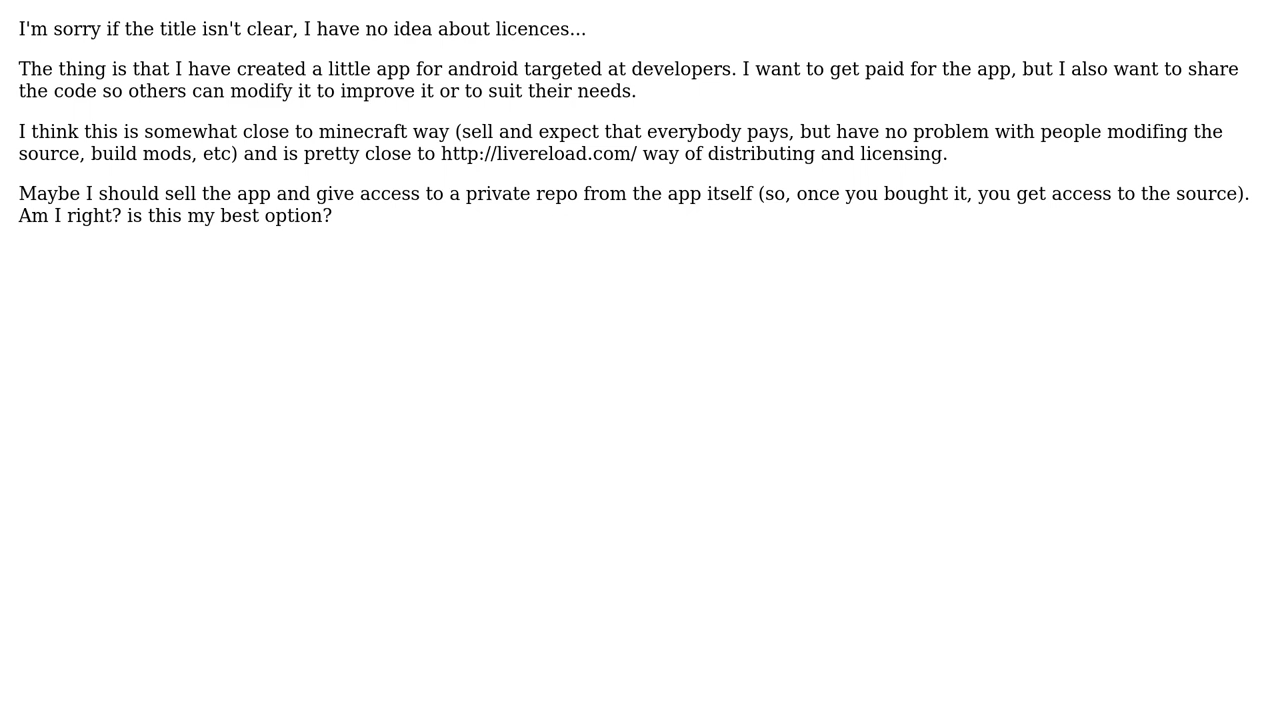 I'm sorry if the title isn't clear, I have no idea about licences...
The thing is that I have created a little app for android targeted at developers. I want to get paid for the app, but I also want to share
the code so others can modify it to improve it or to suit their needs.
I think this is somewhat close to minecraft way (sell and expect that everybody pays, but have no problem with people modifing the
source, build mods, etc) and is pretty close to http://livereload.com/ way of distributing and licensing.
Maybe I should sell the app and give access to a private repo from the app itself (so, once you bought it, you get access to the source).
Am I right? is this my best option?